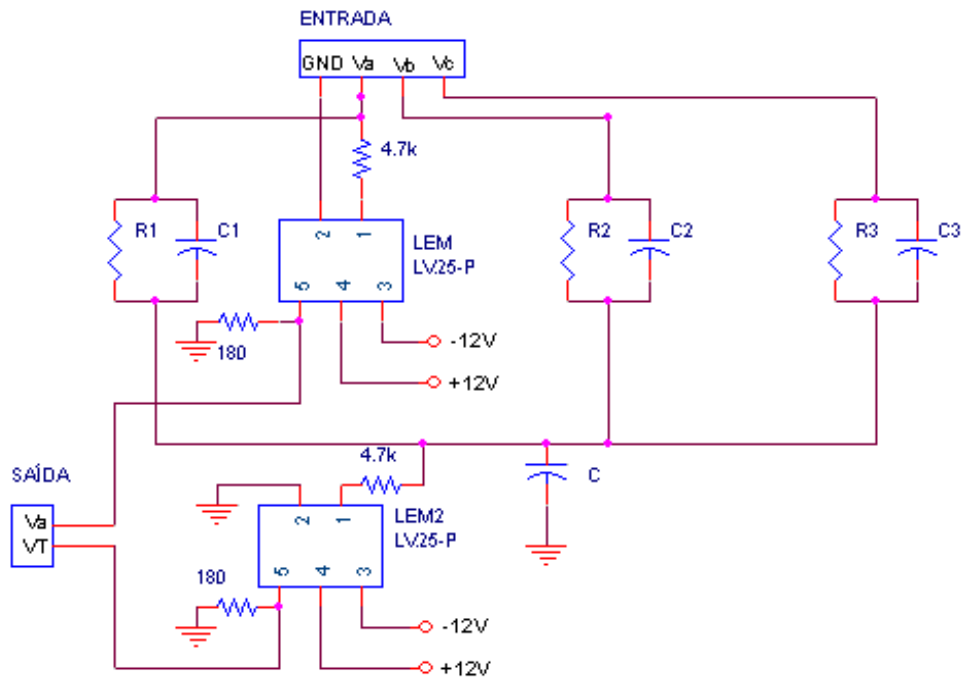 ENTRADA
GND Va Vb Vc
4.7k
R1 C1
2 1
LEM
LV25-P
R2 C2
R3 C3
5 4 3
180
-12V
+12V
4.7k
C
SAÍDA
Va
VT
2 1
LEM2
LV25-P
5 4 3
180
-12V
+12V